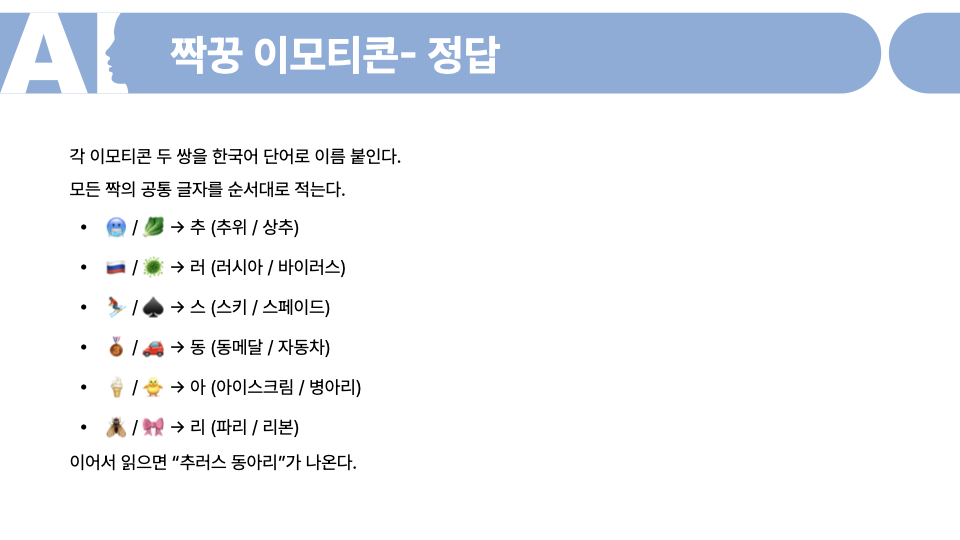 AI
짝꿍 이모티콘- 정답
각 이모티콘 두 쌍을 한국어 단어로 이름 붙인다.
모든 짝의 공통 글자를 순서대로 적는다.
• 🥶 / 🥬 → 추 (추위 / 상추)
• 🇷🇺 / 🦠 → 러 (러시아 / 바이러스)
• ⛷️ / ♠️ → 스 (스키 / 스페이드)
• 🥉 / 🚗 → 동 (동메달 / 자동차)
• 🍦 / 🐥 → 아 (아이스크림 / 병아리)
• 🪰 / 🎀 → 리 (파리 / 리본)
이어서 읽으면 “추러스 동아리”가 나온다.